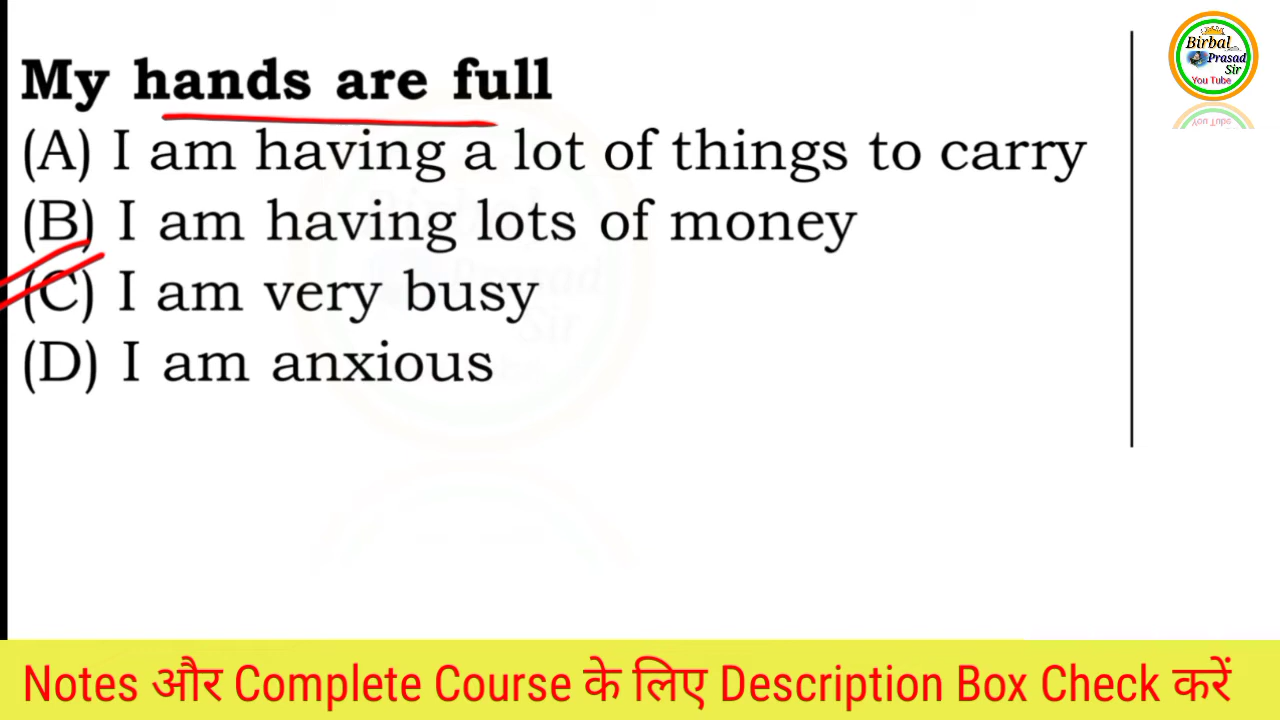 My hands are full
(A) I am having a lot of things to carry
(B) I am having lots of money
(C) I am very busy
(D) I am anxious
Birbal
Prasad
Sir
You Tube
Notes और Complete Course के लिए Description Box Check करें